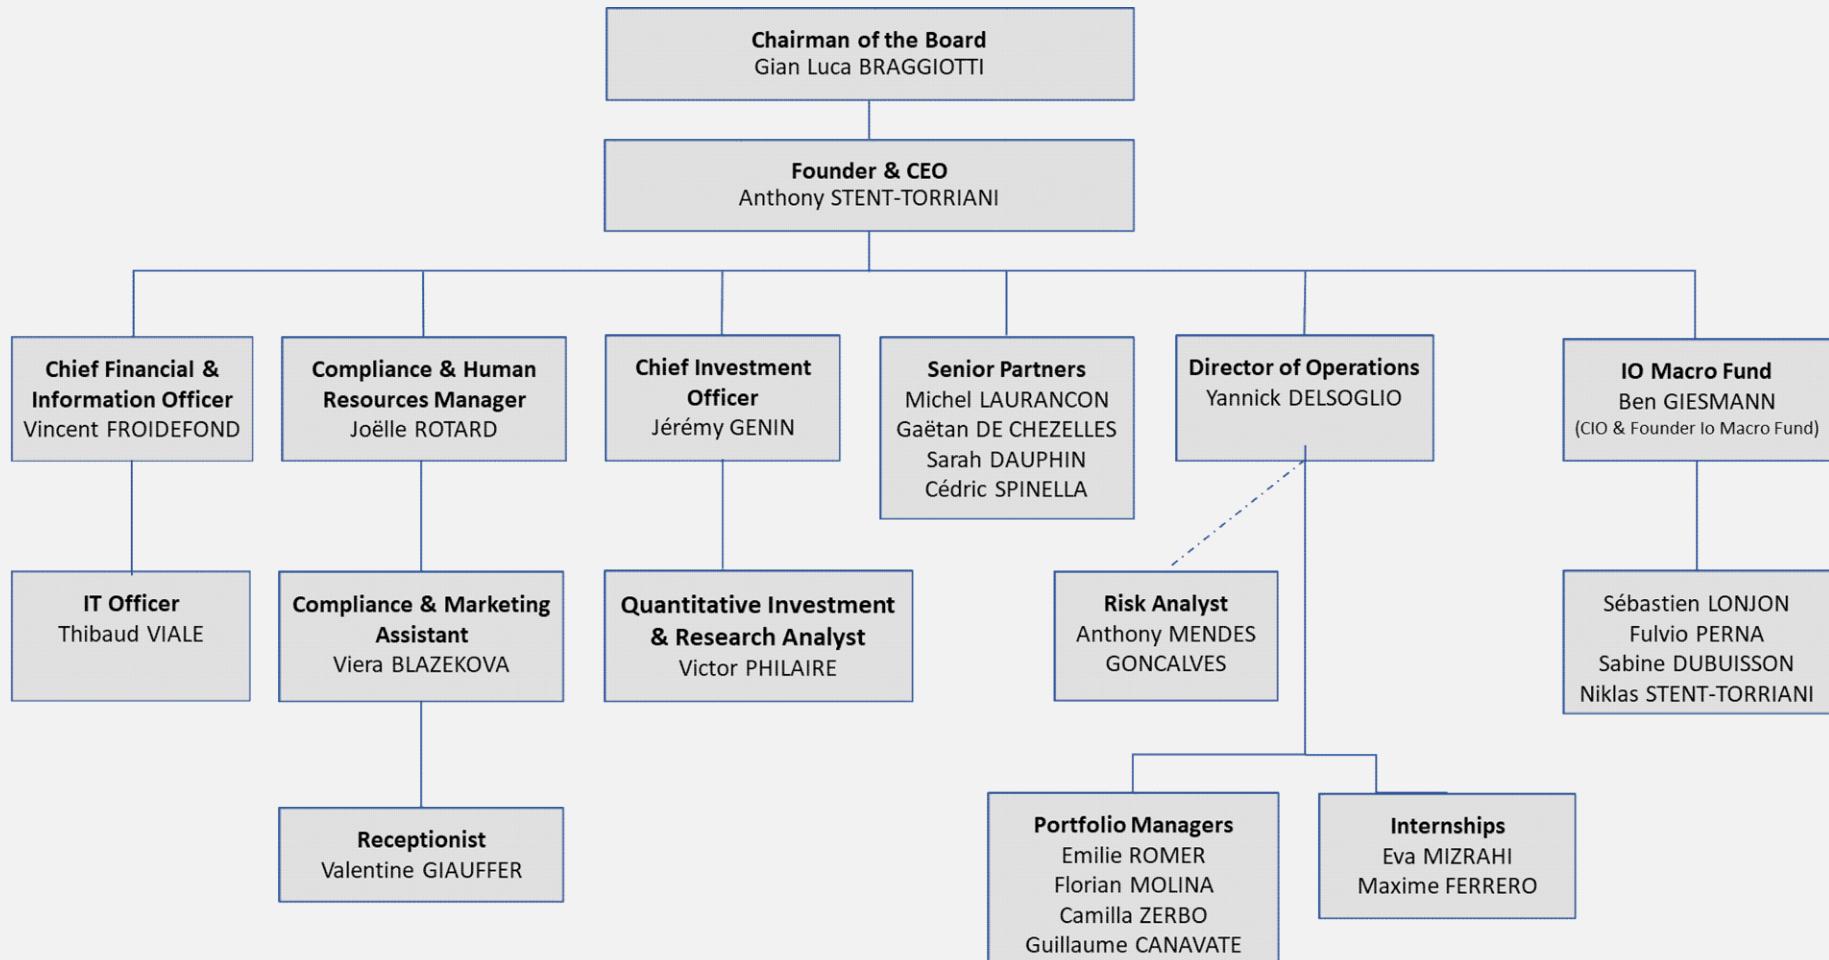 Chairman of the Board
Gian Luca BRAGGIOTTI
Founder & CEO
Anthony STENT-TORRIANI
Chief Financial &
Information Officer
Vincent FROIDEFOND
Compliance & Human
Resources Manager
Joëlle ROTARD
Chief Investment
Officer
Jérémy GENIN
Senior Partners
Michel LAURANCON
Gaëtan DE CHEZELLES
Sarah DAUPHIN
Cédric SPINELLA
Director of Operations
Yannick DELSOGLIO
IO Macro Fund
Ben GIESMANN
(CIO & Founder Io Macro Fund)
IT Officer
Thibaud VIALE
Compliance & Marketing
Assistant
Viera BLAZEKOVA
Quantitative Investment
& Research Analyst
Victor PHILAIRE
Risk Analyst
Anthony MENDES
GONCALVES
Sébastien LONJON
Fulvio PERNA
Sabine DUBUISSON
Niklas STENT-TORRIANI
Receptionist
Valentine GIAUFFER
Portfolio Managers
Emilie ROMER
Florian MOLINA
Camilla ZERBO
Guillaume CANAVATE
Internships
Eva MIZRAHI
Maxime FERRERO